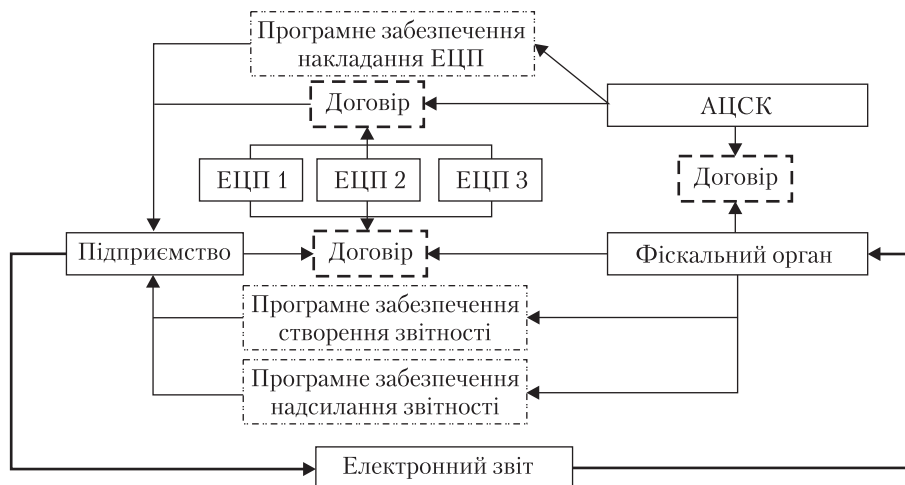 Програмне забезпечення
накладання ЕЦП
Договір
АЦСК
ЕЦП 1
ЕЦП 2
ЕЦП 3
Договір
Підприємство
Договір
Фіскальний орган
Програмне забезпечення
створення звітності
Програмне забезпечення
надсилання звітності
Електронний звіт